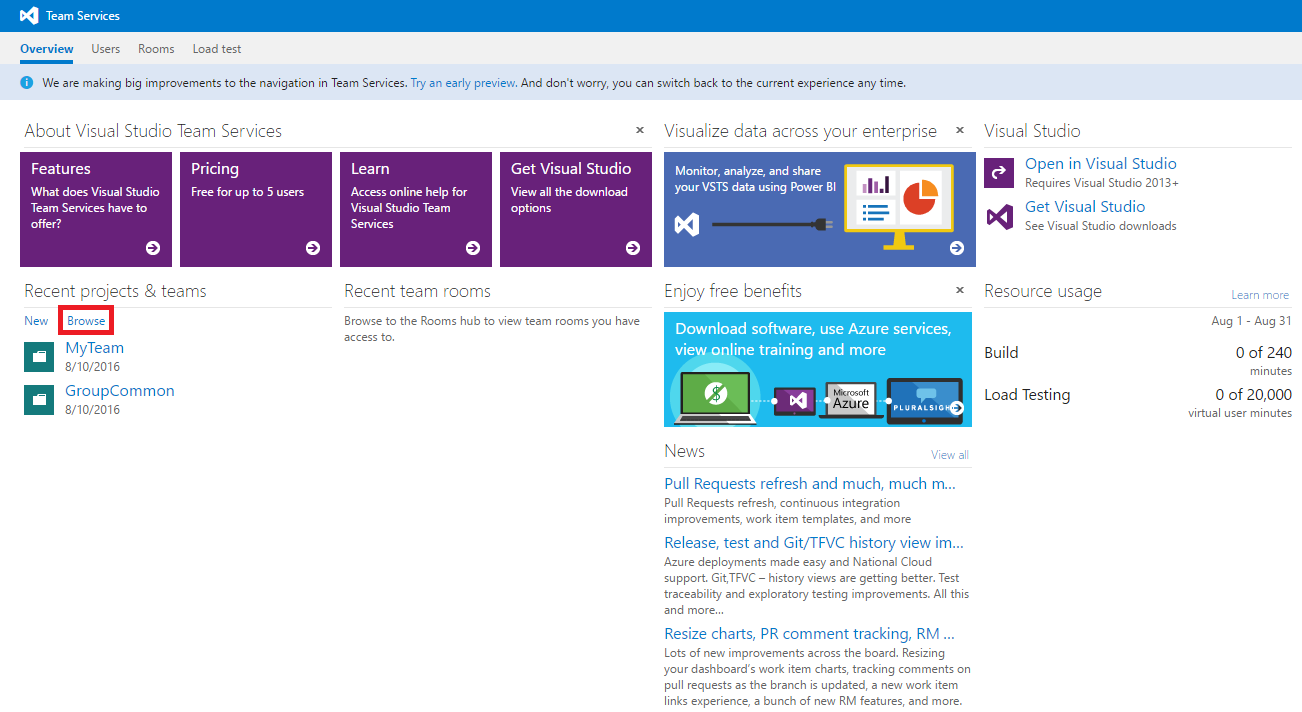 Team Services
Overview Users Rooms Load test
We are making big improvements to the navigation in Team Services. Try an early preview. And don't worry, you can switch back to the current experience any time.
About Visual Studio Team Services
Features
What does Visual Studio
Team Services have to
offer?
Pricing
Free for up to 5 users
Learn
Access online help for
Visual Studio Team
Services
Get Visual Studio
View all the download
options
Visualize data across your enterprise
Monitor, analyze, and share
your VSTS data using Power BI
Visual Studio
Open in Visual Studio
Requires Visual Studio 2013+
Get Visual Studio
See Visual Studio downloads
Recent projects & teams
New Browse
MyTeam
8/10/2016
GroupCommon
8/10/2016
Recent team rooms
Browse to the Rooms hub to view team rooms you have
access to.
Enjoy free benefits
Download software, use Azure services,
view online training and more
Microsoft
Azure
PLURALSIGH
Resource usage
Learn more
Aug 1 - Aug 31
Build 0 of 240
minutes
Load Testing 0 of 20,000
virtual user minutes
News
View all
Pull Requests refresh and much, much m...
Pull Requests refresh, continuous integration
improvements, work item templates, and more
Release, test and Git/TFVC history view im...
Azure deployments made easy and National Cloud
support. Git,TFVC – history views are getting better. Test
traceability and exploratory testing improvements. All this
and more...
Resize charts, PR comment tracking, RM ...
Lots of new improvements across the board. Resizing
your dashboard's work item charts, tracking comments on
pull requests as the branch is updated, a new work item
links experience, a bunch of new RM features, and more.